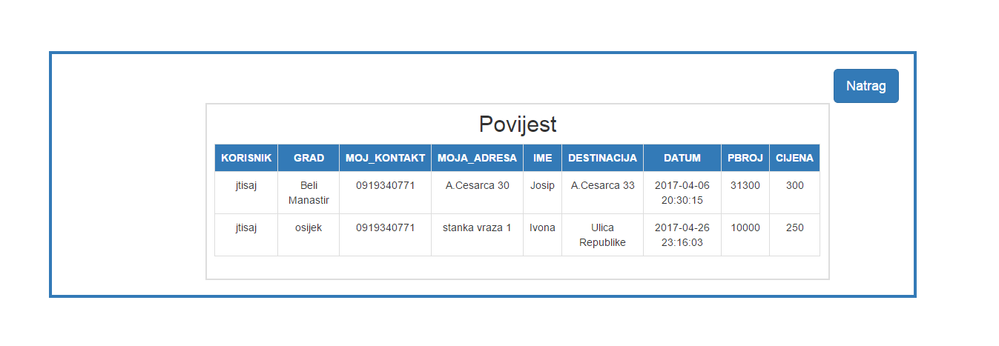 Natrag
Povijest
KORISNIK GRAD MOJ_KONTAKT MOJA_ADRESA IME DESTINACIJA DATUM PBROJ CIJENA
jtisaj Beli 0919340771 A.Cesarca 30 Josip A.Cesarca 33 2017-04-06 31300 300
Manastir 20:30:15
jtisaj osijek 0919340771 stanka vraza 1 Ivona Ulica 2017-04-26 10000 250
Republike 23:16:03